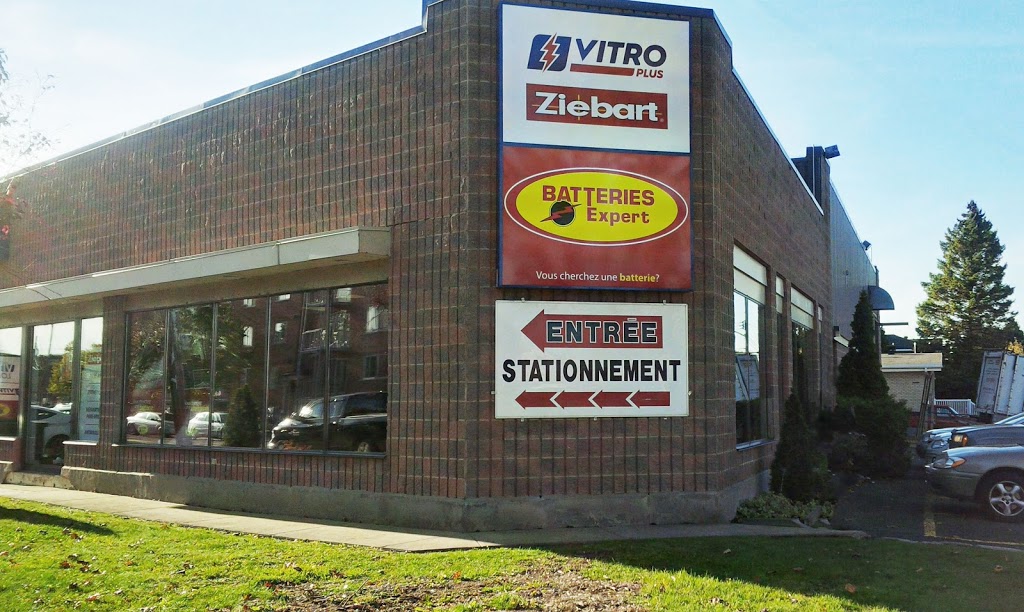 VITRO
PLUS
Ziebart
BATTERIES
Expert
Vous cherchez une batterie?
ENTRÉE
STATIONNEMENT